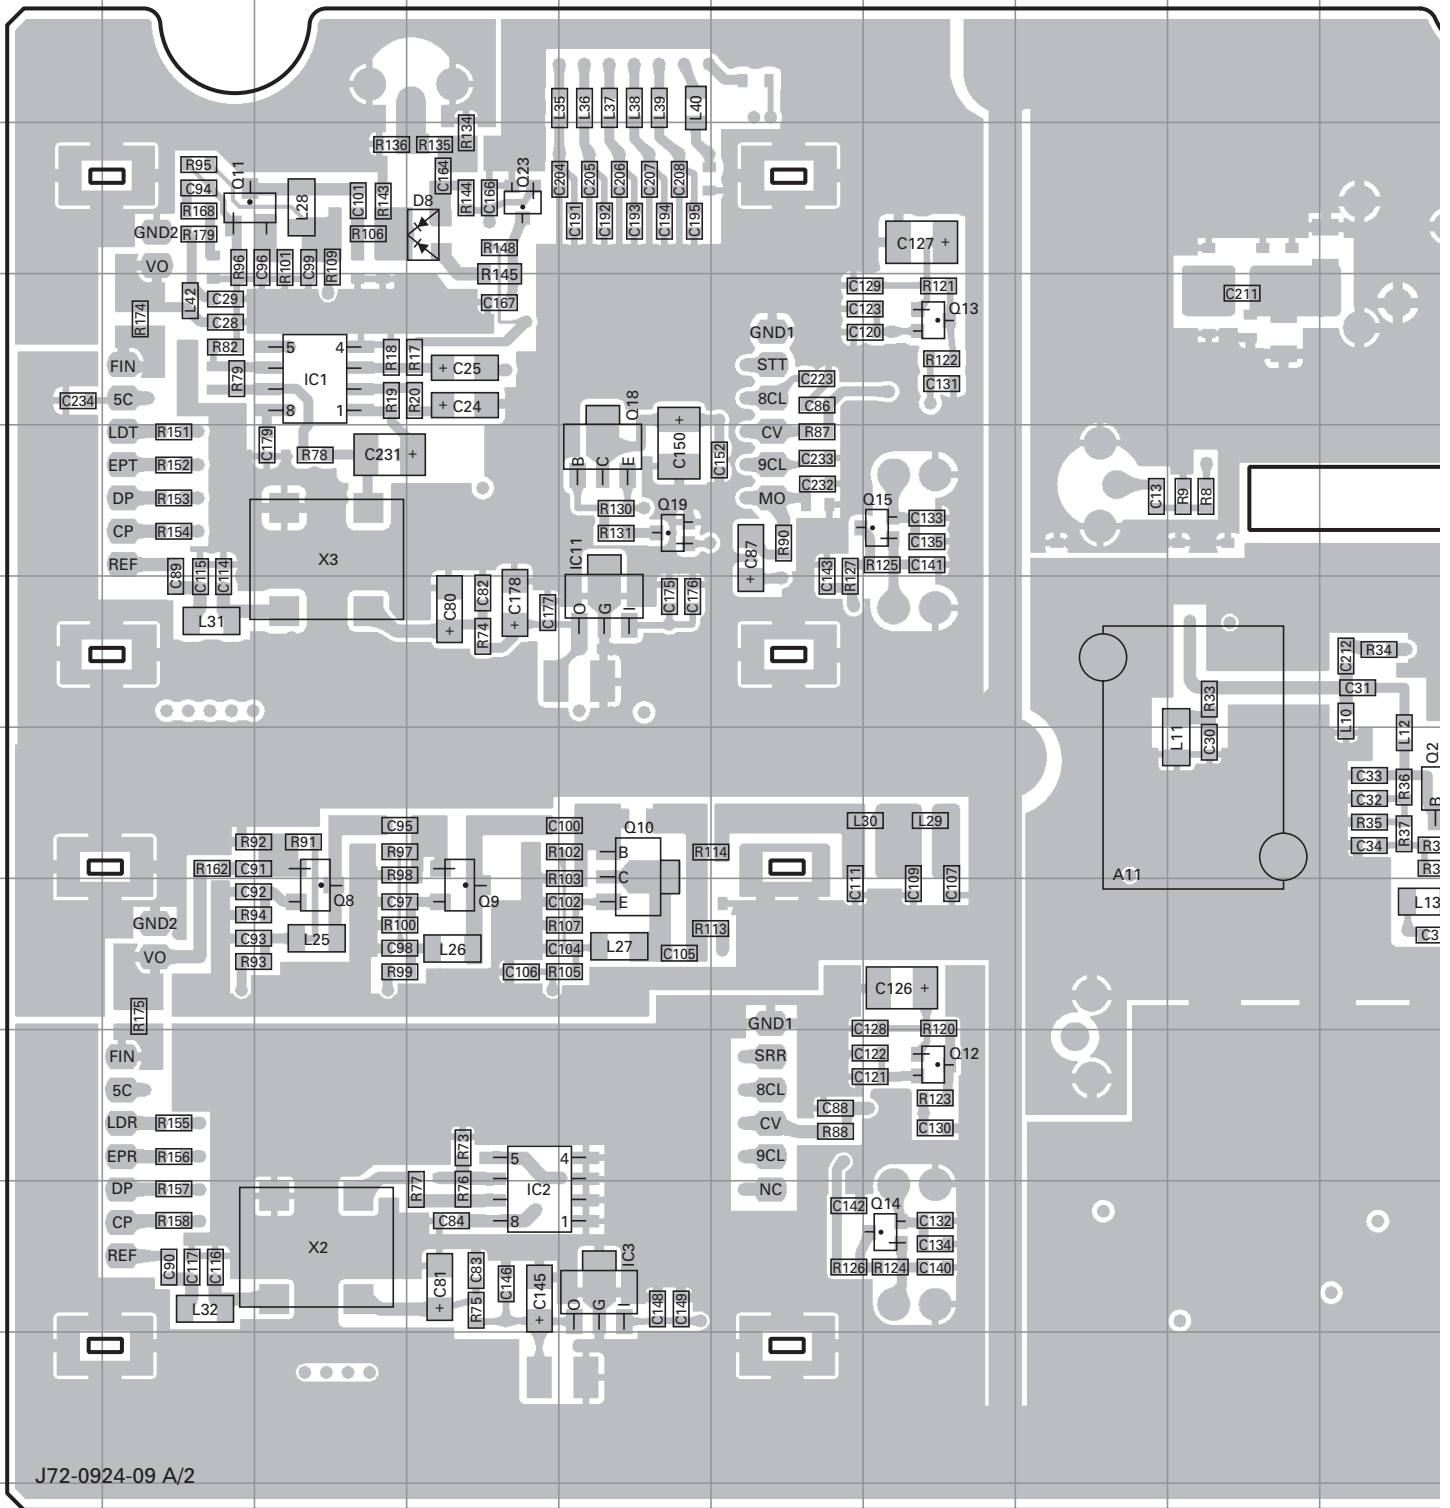 L35 L36 L37 L38 L39 L40
R134
R136 R135
R95 Q11 C164 Q23 C204 C205 C206 C207 C208
C94 L28 C101 R143 R144 C166
R168 D8 C191 C192 C193 C194 C195
GND2 R179 R106
R148 C127 +
VO R96 C96 R101 C99 R109 R145
C129 R121
L42 C29 C167 C211
R174 C123 Q13
C28 GND1 C120
R82 5 4 R18 R17
FIN IC1 + C25 STT R122
R79 C223 C131
C234 5C R19 R20 8CL
8 1 + C24 C86
LDT R151 C179 Q18 + C150 CV R87
R78 C231 + C152
EPT R152 B C E 9CL C233
C232
DP R153 MO Q15 C13 R9 R8
R130 Q19 C133
CP R154 R131 R90 C135
X3 IC11 C87 +
REF C143 R127 R125 C141
C89 C115 C114 C82 C178 + C175 C176
L31 C80 + C177 O G I
R74
C212 R34
C31
R33
L10
L11 C30 L12
Q2
C33 R36 B
C32
C95 C100 Q10 L30 L29 R35 R37
R92 R91 C34 R3
R97 R102 B R114
R162 C91 R98 R3
R103 C C111 C109 C107 A11
C92 Q8 C97 Q9 C102 E
R94 L13
GND2 R100 R107 R113
C93 L25 C98 L26 C104 L27 C105 C3
VO R93 R99 C106 R105
C126 +
R175
GND1 C128 R120
FIN SRR C122 Q12
C121
5C 8CL R123
C88
LDR R155 CV R88 C130
R73
EPR R156 5 4 9CL
DP R157 R77 R76 IC2 NC
C142 Q14
CP R158 C84 8 1 C132
X2 C134
REF IC3
C90 C117 C116 C81 + C83 C146 C145 + R126 R124 C140
L32 R75 O G I C148 C149
J72-0924-09 A/2